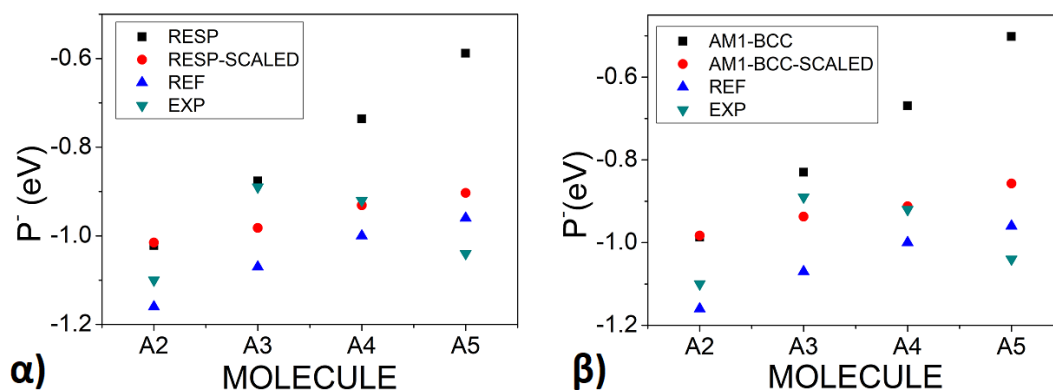 RESP
RESP-SCALED
REF
EXP
-0.6
-0.8
-1.0
-1.2
P⁻ (eV)
A2 A3 A4 A5
MOLECULE
α)
AM1-BCC
AM1-BCC-SCALED
REF
EXP
-0.6
-0.8
-1.0
-1.2
P⁻(eV)
A2 A3 A4 A5
MOLECULE
β)